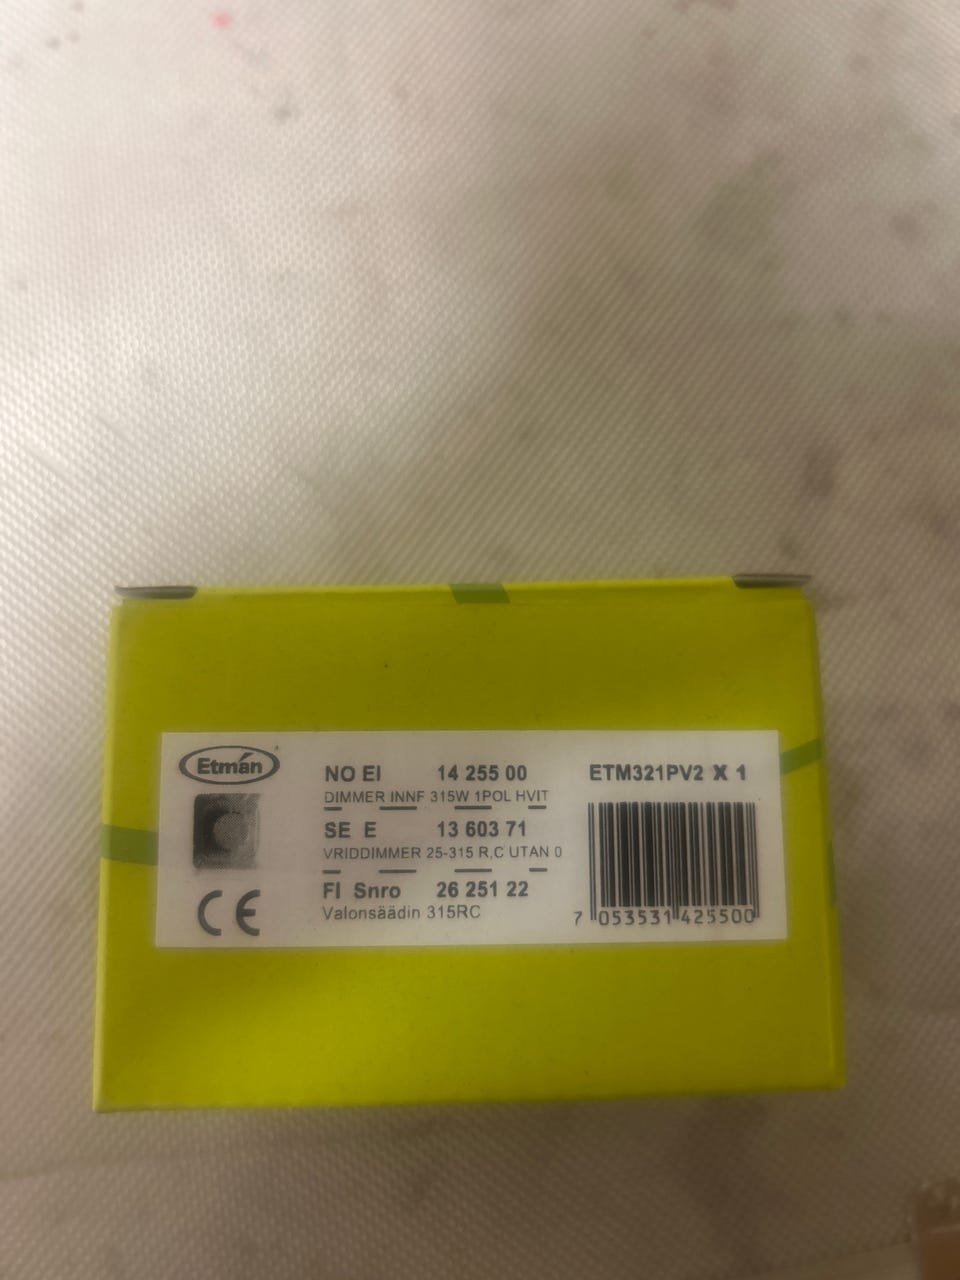 Etman
NO El 14 255 00
DIMMER INNF 315W 1POL HVIT
SE E 13 603 71
VRIDDIMMER 25-315 R,C UTAN 0
FI Snro 26 251 22
Valonsäädin 315RC
CE
ETM321PV2 X 1
7 053531 425500